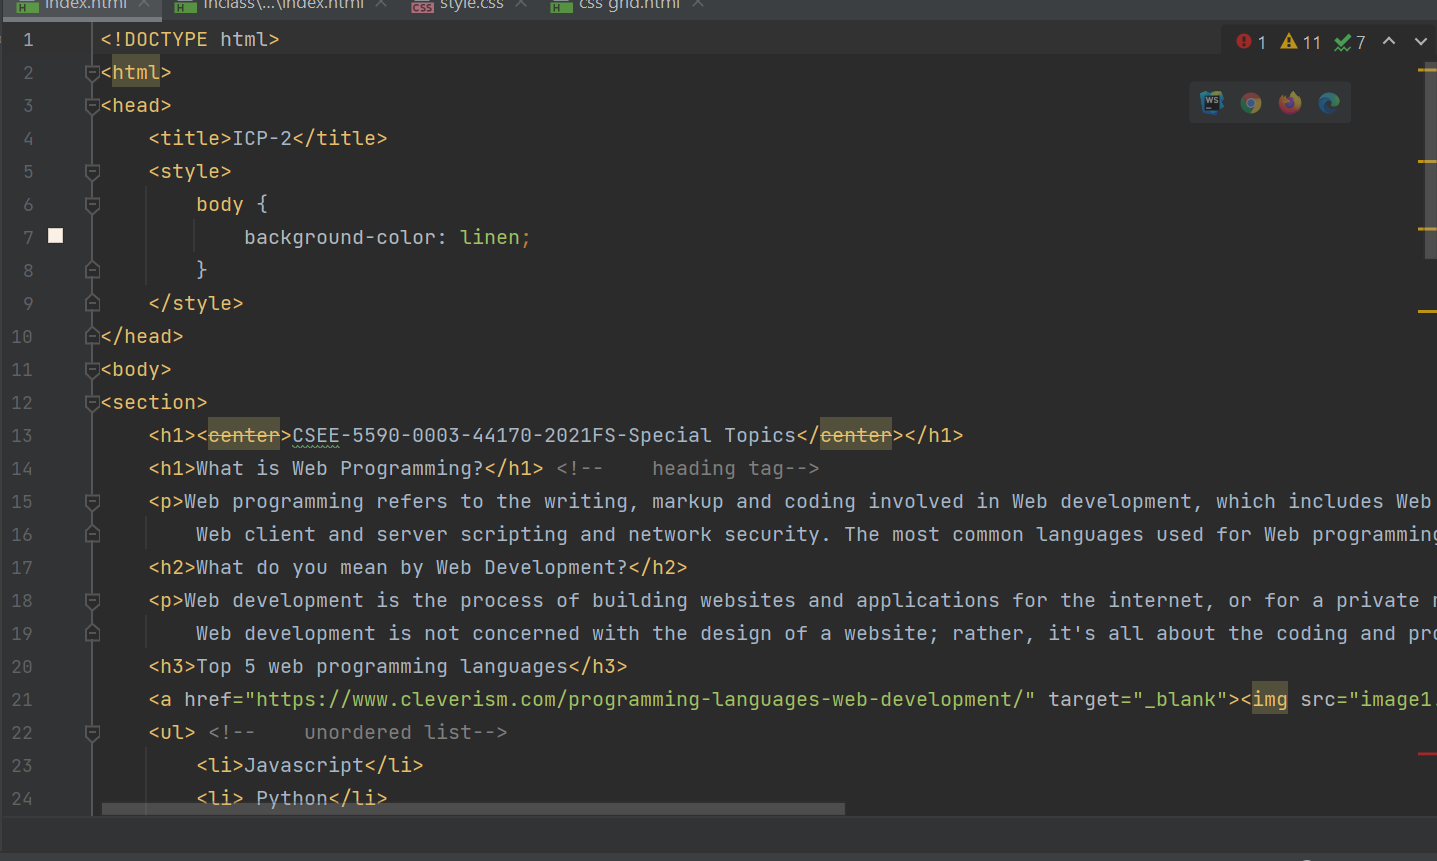 index.html inclass\...\index.html style.css css grid.html
1 <!DOCTYPE html> 1 11 7
2 <html>
3 <head>
4 <title>ICP-2</title>
5 <style>
6 body {
7 background-color: linen;
8 }
9 </style>
10 </head>
11 <body>
12 <section>
13 <h1><center>CSEE-5590-0003-44170-2021FS-Special Topics</center></h1>
14 <h1>What is Web Programming?</h1> <!-- heading tag-->
15 <p>Web programming refers to the writing, markup and coding involved in Web development, which includes Web
16 Web client and server scripting and network security. The most common languages used for Web programming
17 <h2>What do you mean by Web Development?</h2>
18 <p>Web development is the process of building websites and applications for the internet, or for a private
19 Web development is not concerned with the design of a website; rather, it's all about the coding and
20 <h3>Top 5 web programming languages</h3>
21 <a href="https://www.cleverism.com/programming-languages-web-development/" target="_blank"><img src="image1.
22 <ul> <!-- unordered list-->
23 <li>Javascript</li>
24 <li> Python</li>